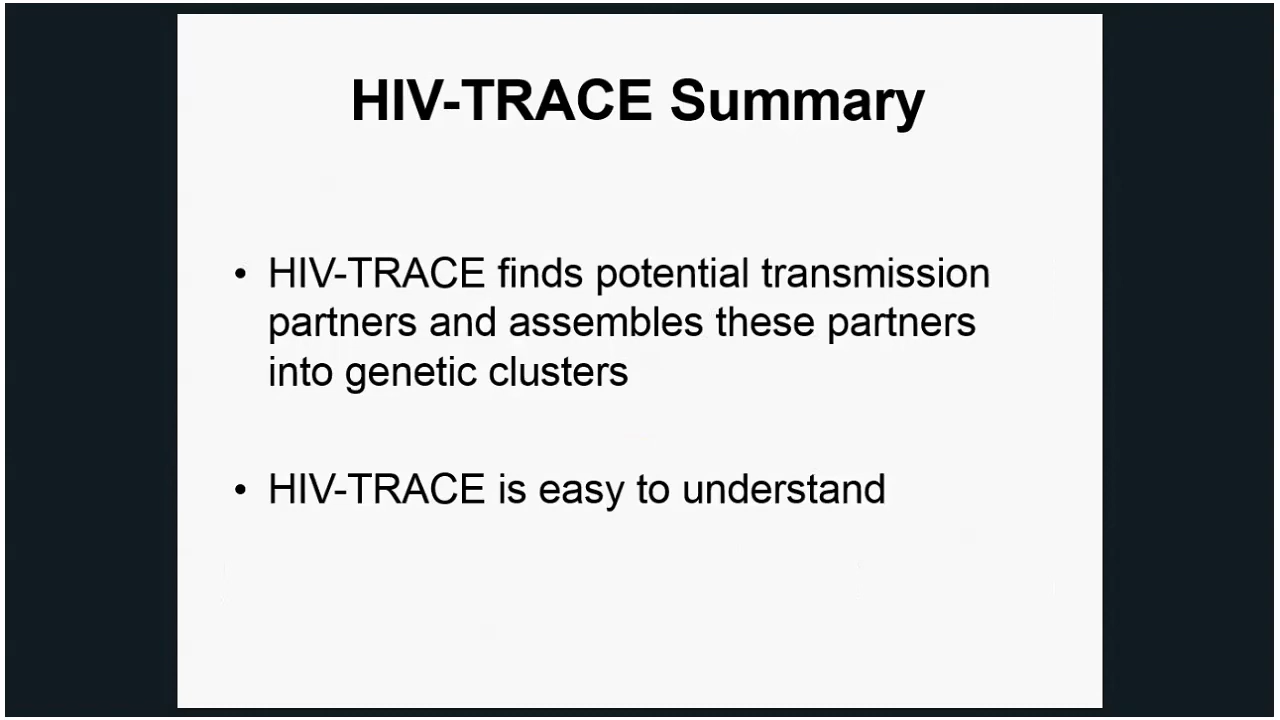 HIV-TRACE Summary
• HIV-TRACE finds potential transmission
partners and assembles these partners
into genetic clusters
• HIV-TRACE is easy to understand